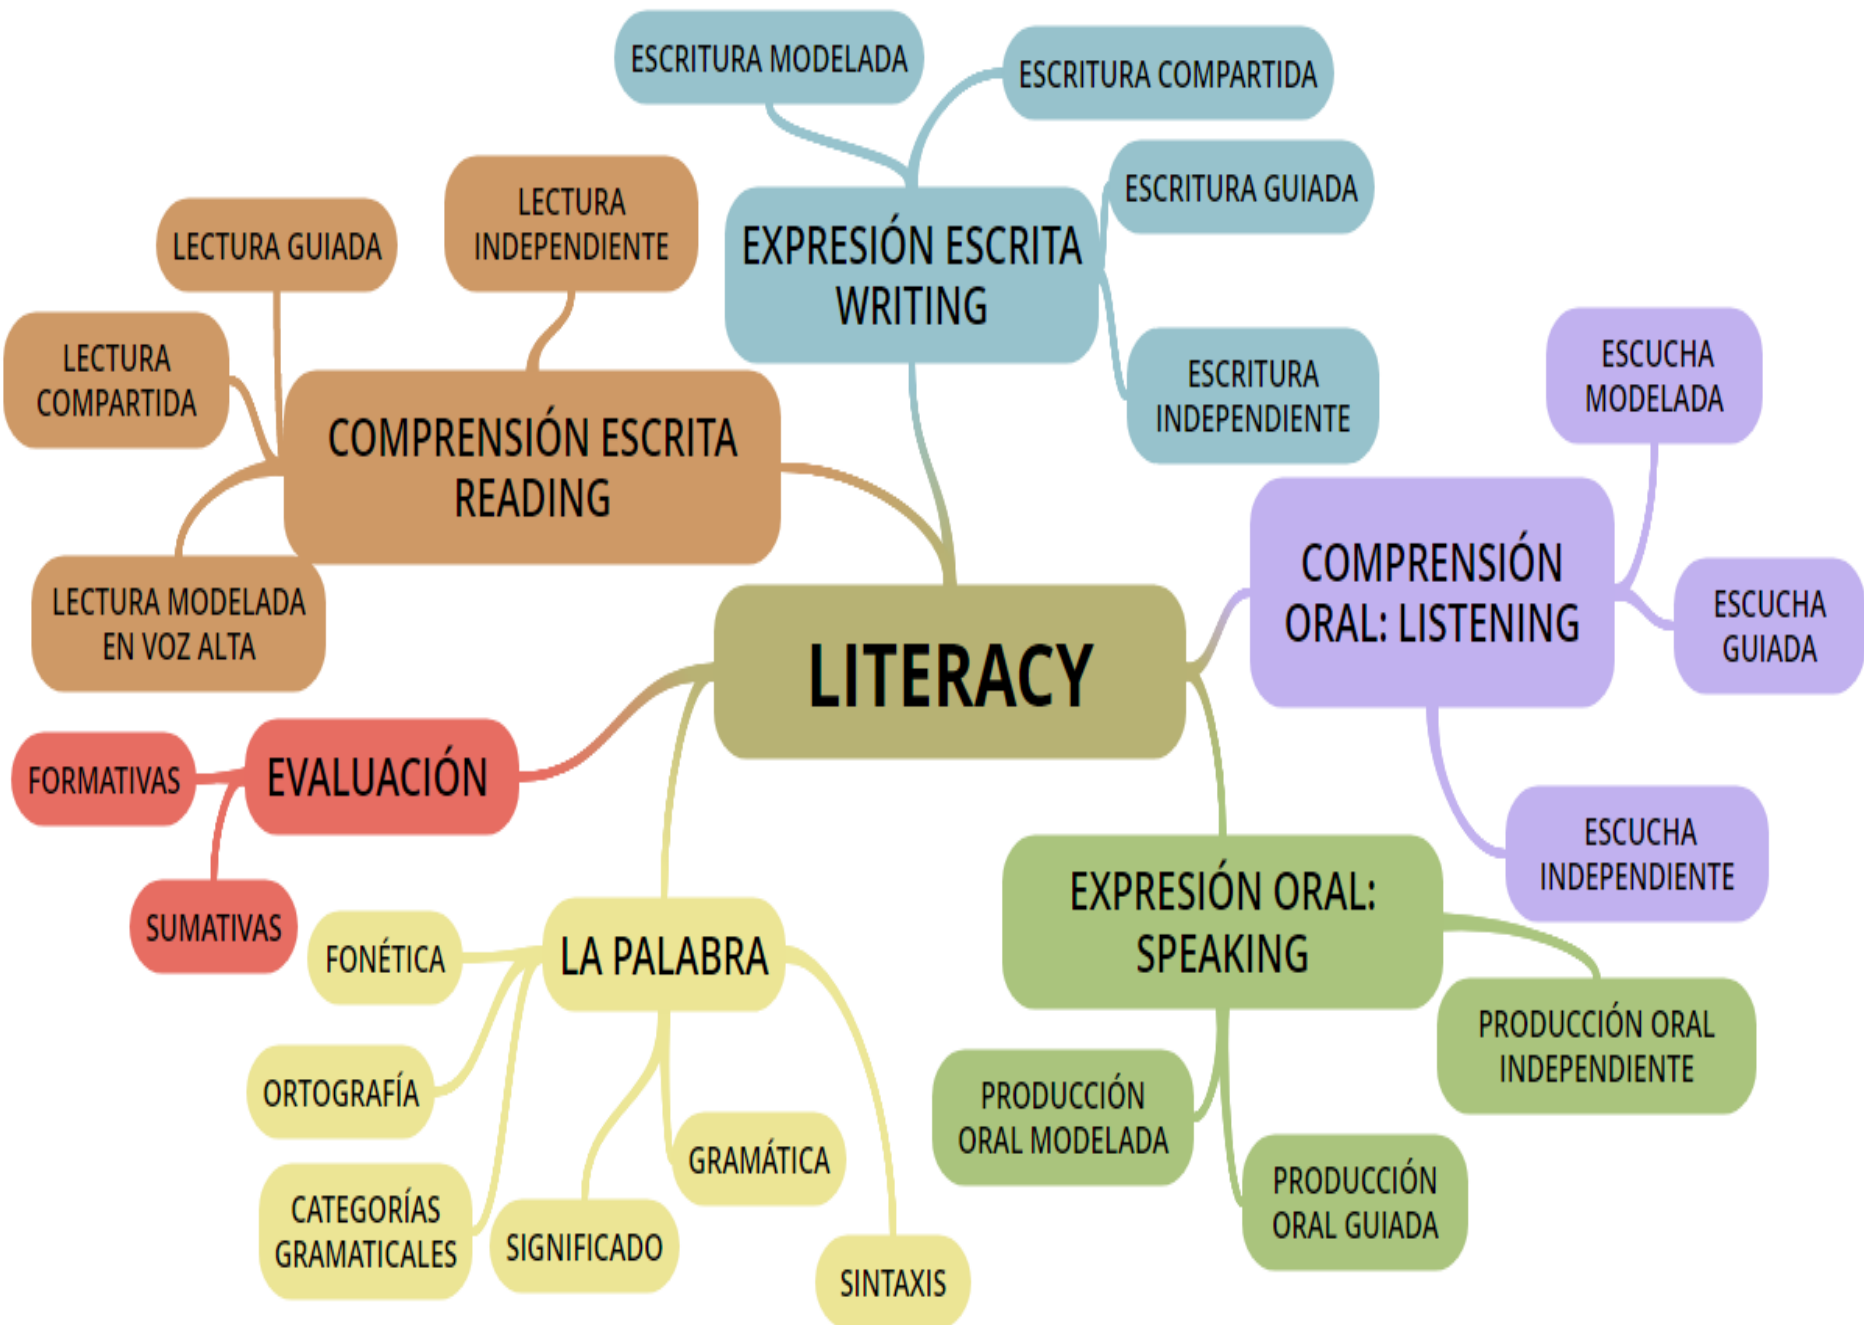 ESCRITURA MODELADA
ESCRITURA COMPARTIDA
ESCRITURA GUIADA
EXPRESIÓN ESCRITA
WRITING
ESCRITURA
INDEPENDIENTE
LECTURA
INDEPENDIENTE
LECTURA GUIADA
LECTURA
COMPARTIDA
COMPRENSIÓN ESCRITA
READING
LECTURA MODELADA
EN VOZ ALTA
ESCUCHA
MODELADA
COMPRENSIÓN
ORAL: LISTENING
ESCUCHA
GUIADA
ESCUCHA
INDEPENDIENTE
LITERACY
EVALUACIÓN
FORMATIVAS
SUMATIVAS
LA PALABRA
FONÉTICA
ORTOGRAFÍA
CATEGORÍAS
GRAMATICALES
SIGNIFICADO
GRAMÁTICA
SINTAXIS
EXPRESIÓN ORAL:
SPEAKING
PRODUCCIÓN ORAL
INDEPENDIENTE
PRODUCCIÓN
ORAL MODELADA
PRODUCCIÓN
ORAL GUIADA